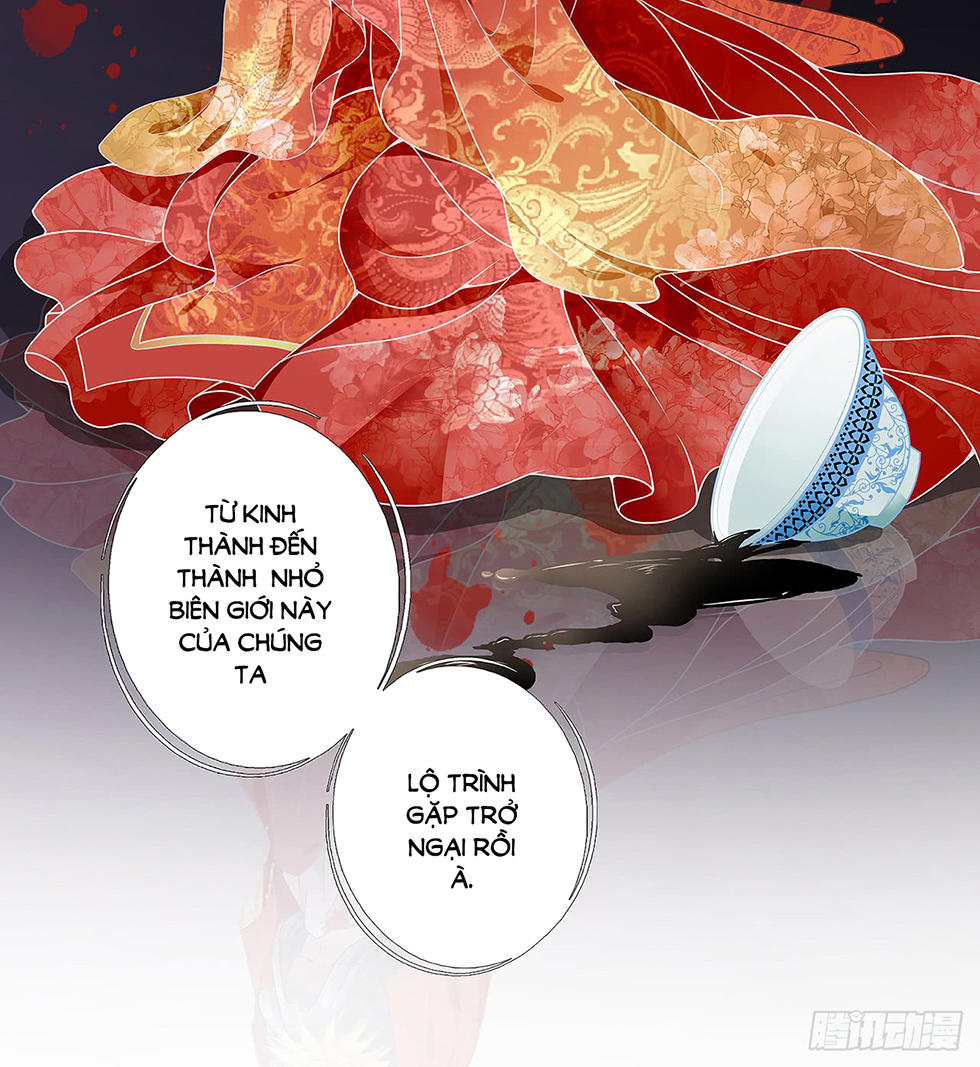 TỪ KINH
THÀNH ĐẾN
THÀNH NHỎ
BIÊN GIỚI NÀY
CỦA CHÚNG
TA
LỘ TRÌNH
GẶP TRỞ
NGẠI RỒI
À.
腾讯动漫